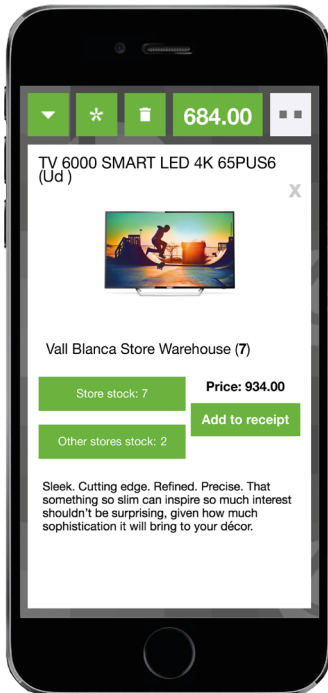 684.00
TV 6000 SMART LED 4K 65PUS6
(Ud )
X
Vall Blanca Store Warehouse (7)
Store stock: 7
Price: 934.00
Add to receipt
Other stores stock: 2
Sleek. Cutting edge. Refined. Precise. That
something so slim can inspire so much interest
shouldn't be surprising, given how much
sophistication it will bring to your décor.